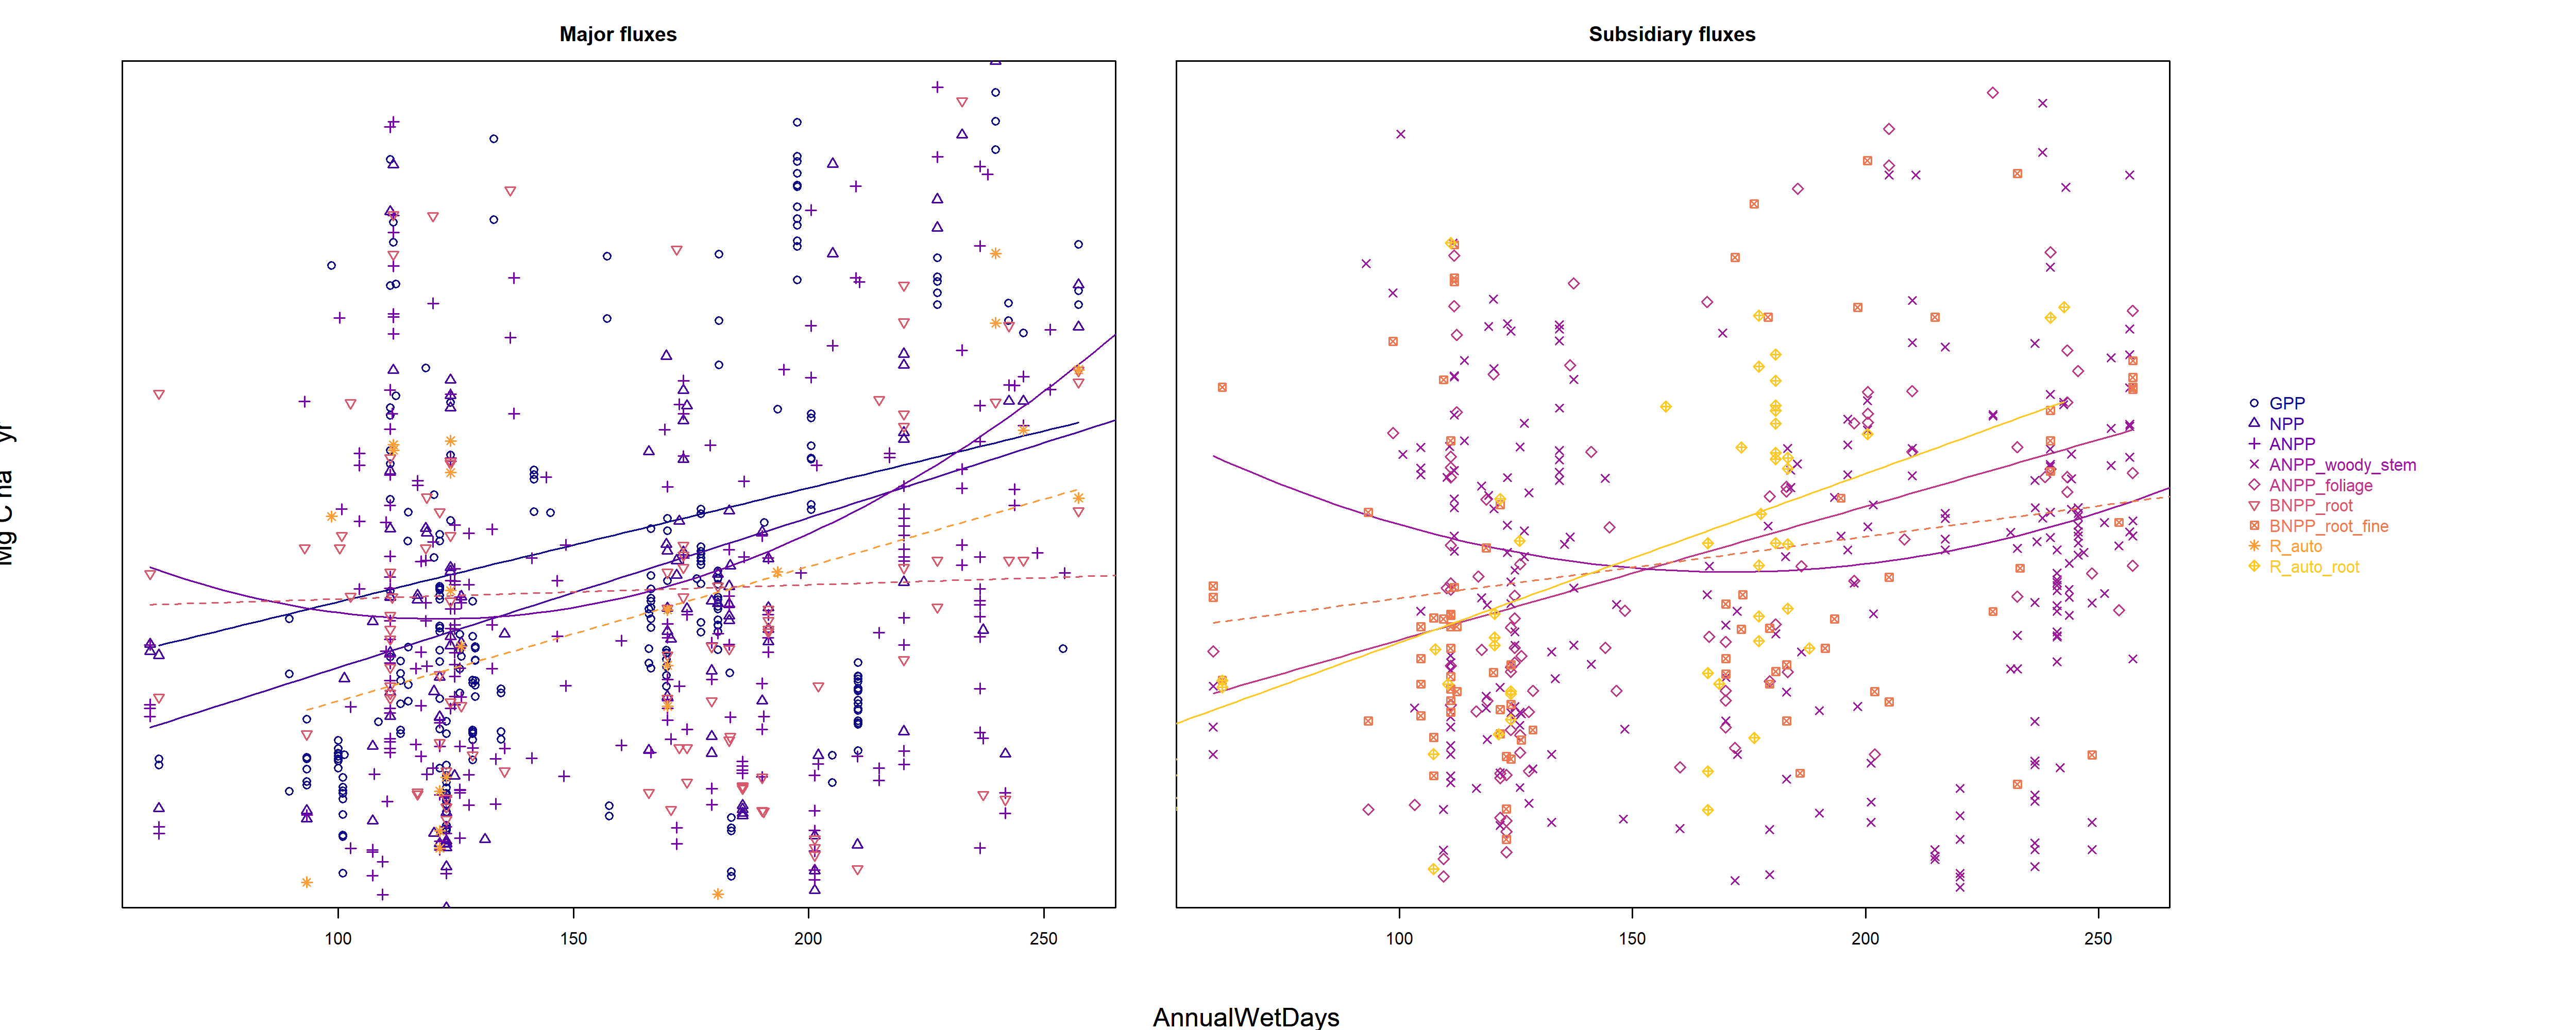 Major fluxes
Subsidiary fluxes
GPP
NPP
ANPP
ANPP_woody_stem
ANPP_foliage
BNPP_root
BNPP_root_fine
R_auto
R_auto_root
100 150 200 250
100 150 200 250
AnnualWetDays